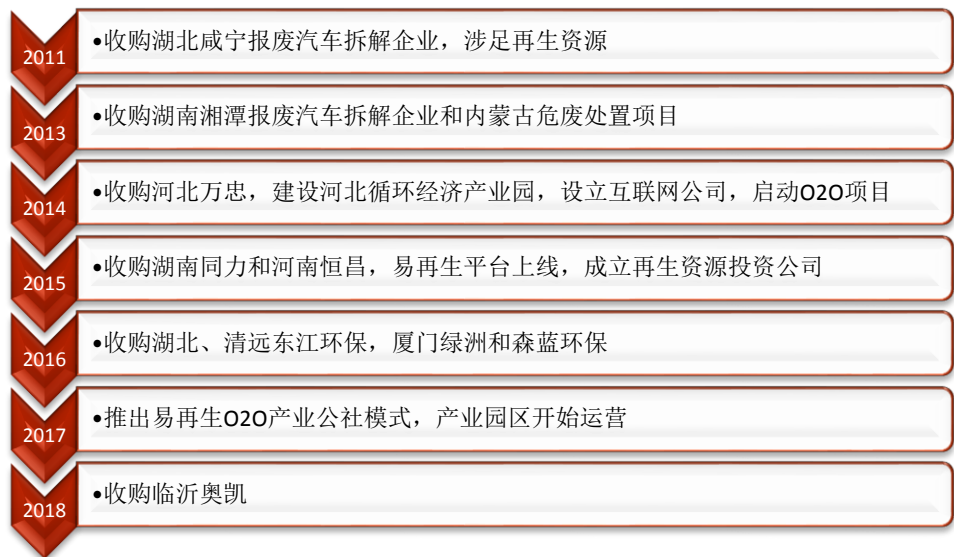 2011
•收购湖北咸宁报废汽车拆解企业，涉足再生资源
2013
•收购湖南湘潭报废汽车拆解企业和内蒙古危废处置项目
2014
•收购河北万忠，建设河北循环经济产业园，设立互联网公司，启动O2O项目
2015
•收购湖南同力和河南恒昌，易再生平台上线，成立再生资源投资公司
2016
•收购湖北、清远东江环保，厦门绿洲和森蓝环保
2017
•推出易再生O2O产业公社模式，产业园区开始运营
2018
•收购临沂奥凯